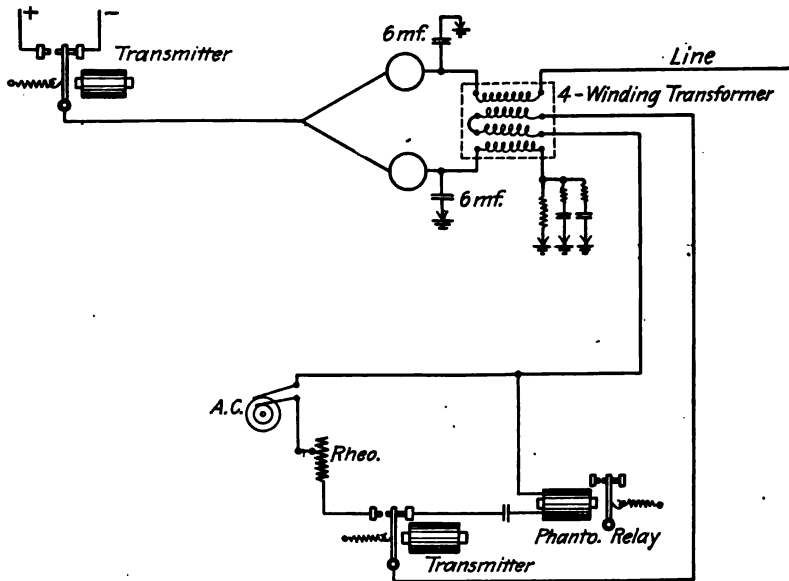 + −
Transmitter
6 mf.
Line
4-Winding Transformer
6 mf.
A.C.
Rheo.
Phanto. Relay
Transmitter